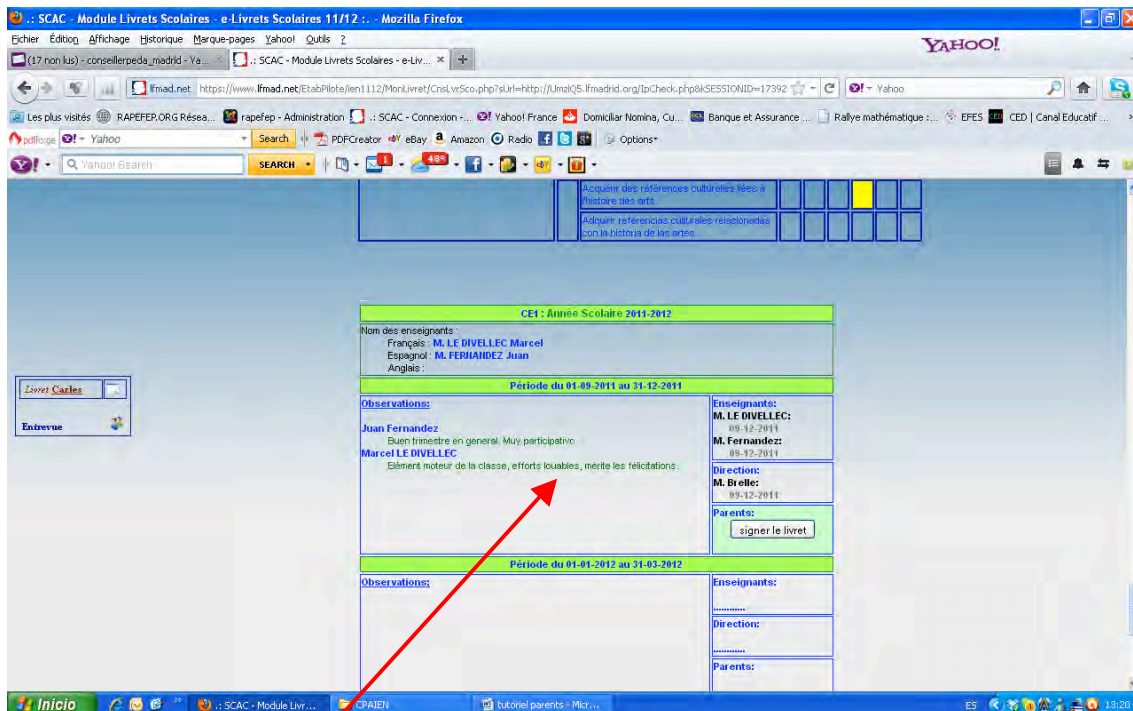 .: SCAC - Module Livrets Scolaires - e-Livrets Scolaires 11/12 :. - Mozilla Firefox
Fichier Édition Affichage Historique Marque-pages Yahoo! Outils ?
YAHOO!
(17 non lus) - conseillerpeda_madrid - Ya... × .: SCAC - Module Livrets Scolaires - e-Liv... × +
lfmad.net https://www.lfmad.net/EtabPilote/
Yahoo
Les plus visités RAPEFEP.ORG Résea... rapefep - Administration .: SCAC - Connexion -... Yahoo! France Domiciliar Nomina, Cu... Banque et Assurance ... Rallye mathématique :... EFES CED | Canal Educatif ...
pdfforge Yahoo Search PDFCreator eBay Amazon Radio Options
Yahoo! Search SEARCH 1 48°
Acquérir des références culturelles liées à
l'histoire des arts.
Adquirir referencias culturales relacionadas
con la historia de las artes.
CE1 : Année Scolaire 2011-2012
Nom des enseignants :
Français : M. LE DIVELLEC Marcel
Espagnol : M. FERNANDEZ Juan
Anglais :
Période du 01-09-2011 au 31-12-2011
Livret Carles
Entrevue
Observations:
Juan Fernandez
Buen trimestre en general. Muy participativo
Marcel LE DIVELLEC
Elément moteur de la classe, efforts louables, mérite les félicitations.
Enseignants:
M. LE DIVELLEC:
09-12-2011
M. Fernandez:
09-12-2011
Direction:
M. Brelle:
09-12-2011
Parents:
signer le livret
Période du 01-01-2012 au 31-03-2012
Observations:
Enseignants:
............
Direction:
............
Parents:
Inicio .: SCAC - Module Livr... CPAIEN tutoriel parents - Micr... ES 13:20